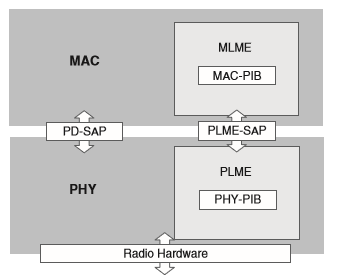 MLME
MAC
MAC-PIB
PD-SAP
PLME-SAP
PLME
PHY
PHY-PIB
Radio Hardware